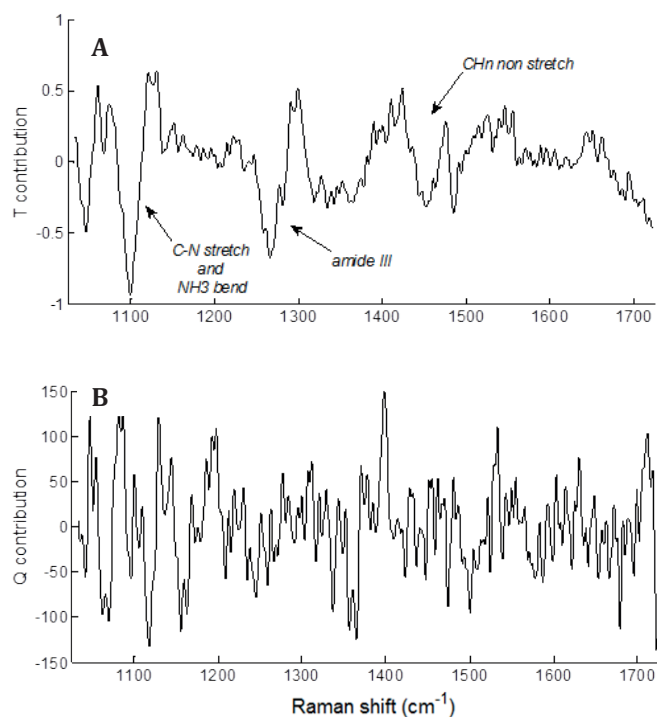 A
1
0.5
0
-0.5
-1
T contribution
CHn non stretch
C-N stretch
and
NH3 bend
amide III
1100 1200 1300 1400 1500 1600 1700
B
150
100
50
0
-50
-100
-150
Q contribution
1100 1200 1300 1400 1500 1600 1700
Raman shift (cm⁻¹)